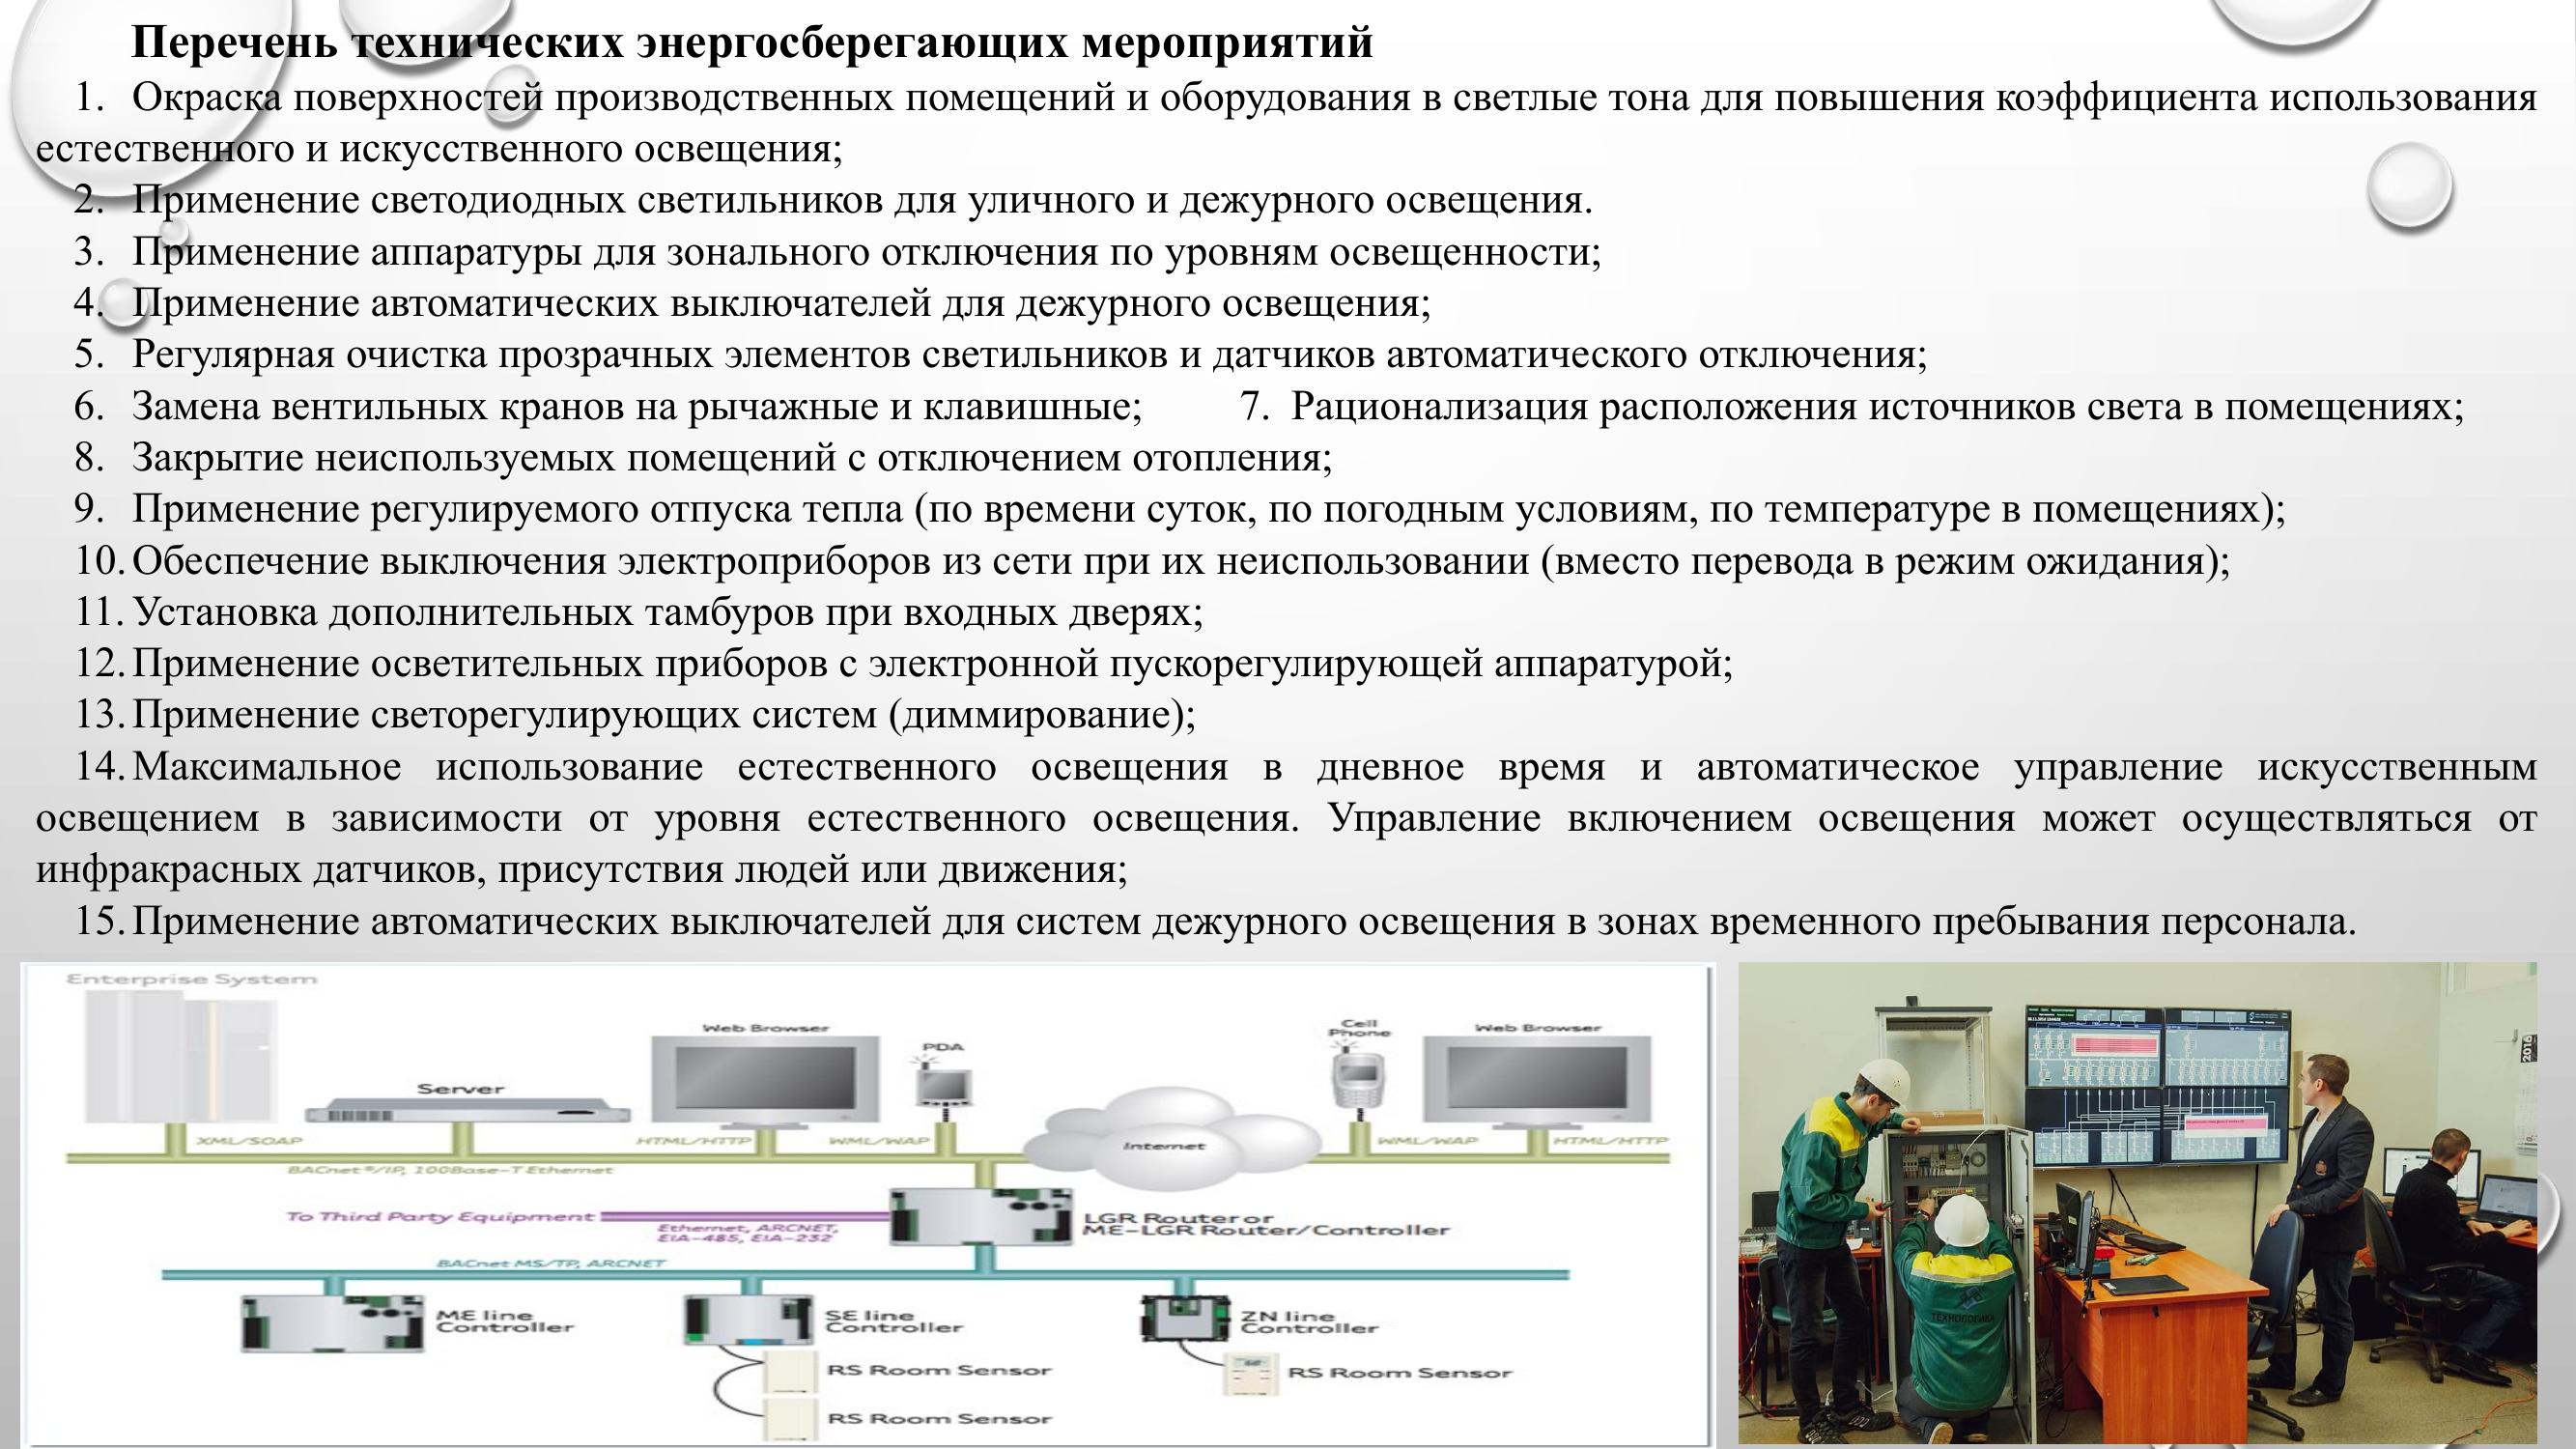 Перечень технических энергосберегающих мероприятий
1. Окраска поверхностей производственных помещений и оборудования в светлые тона для повышения коэффициента использования
естественного и искусственного освещения;
2. Применение светодиодных светильников для уличного и дежурного освещения.
3. Применение аппаратуры для зонального отключения по уровням освещенности;
4. Применение автоматических выключателей для дежурного освещения;
5. Регулярная очистка прозрачных элементов светильников и датчиков автоматического отключения;
6. Замена вентильных кранов на рычажные и клавишные; 7. Рационализация расположения источников света в помещениях;
8. Закрытие неиспользуемых помещений с отключением отопления;
9. Применение регулируемого отпуска тепла (по времени суток, по погодным условиям, по температуре в помещениях);
10. Обеспечение выключения электроприборов из сети при их неиспользовании (вместо перевода в режим ожидания);
11. Установка дополнительных тамбуров при входных дверях;
12. Применение осветительных приборов с электронной пускорегулирующей аппаратурой;
13. Применение светорегулирующих систем (диммирование);
14. Максимальное использование естественного освещения в дневное время и автоматическое управление искусственным
освещением в зависимости от уровня естественного освещения. Управление включением освещения может осуществляться от
инфракрасных датчиков, присутствия людей или движения;
15. Применение автоматических выключателей для систем дежурного освещения в зонах временного пребывания персонала.
Enterprise System
Server
Web Browser
PDA
Cell
Phone
Web Browser
Internet
XML/SOAP
HTML/HTTP
WML/WAP
WML/WAP
HTML/HTTP
BACnet®/IP, 100Base-T Ethernet
To Third Party Equipment
Ethernet, ARCNET,
EIA-485, EIA-232
LGR Router or
ME-LGR Router/Controller
BACnet MS/TP, ARCNET
ME line
Controller
SE line
Controller
ZN line
Controller
RS Room Sensor
RS Room Sensor
RS Room Sensor
2016